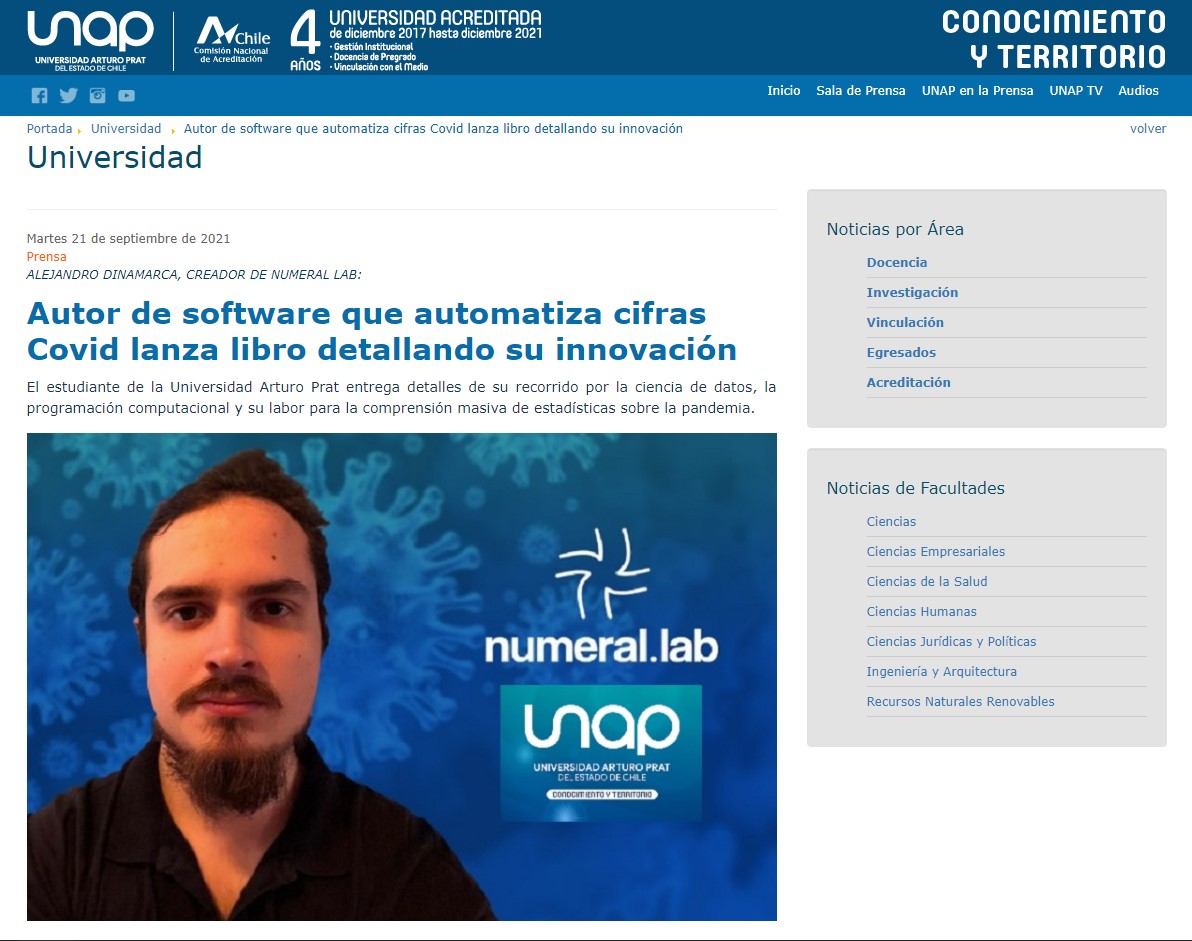 unap
UNIVERSIDAD ARTURO PRAT
DEL ESTADO DE CHILE
Chile
Comisión Nacional
de Acreditación
4
AÑOS
UNIVERSIDAD ACREDITADA
de diciembre 2017 hasta diciembre 2021
· Gestión Institucional
· Docencia de Pregrado
· Vinculación con el Medio
CONOCIMIENTO
Y TERRITORIO
Inicio Sala de Prensa UNAP en la Prensa UNAP TV Audios
Portada Universidad Autor de software que automatiza cifras Covid lanza libro detallando su innovación volver
Universidad
Martes 21 de septiembre de 2021
Prensa
ALEJANDRO DINAMARCA, CREADOR DE NUMERAL LAB:
Autor de software que automatiza cifras
Covid lanza libro detallando su innovación
El estudiante de la Universidad Arturo Prat entrega detalles de su recorrido por la ciencia de datos, la
programación computacional y su labor para la comprensión masiva de estadísticas sobre la pandemia.
numeral.lab
unap
UNIVERSIDAD ARTURO PRAT
DEL ESTADO DE CHILE
CONOCIMIENTO Y TERRITORIO
Noticias por Área
Docencia
Investigación
Vinculación
Egresados
Acreditación
Noticias de Facultades
Ciencias
Ciencias Empresariales
Ciencias de la Salud
Ciencias Humanas
Ciencias Jurídicas y Políticas
Ingeniería y Arquitectura
Recursos Naturales Renovables